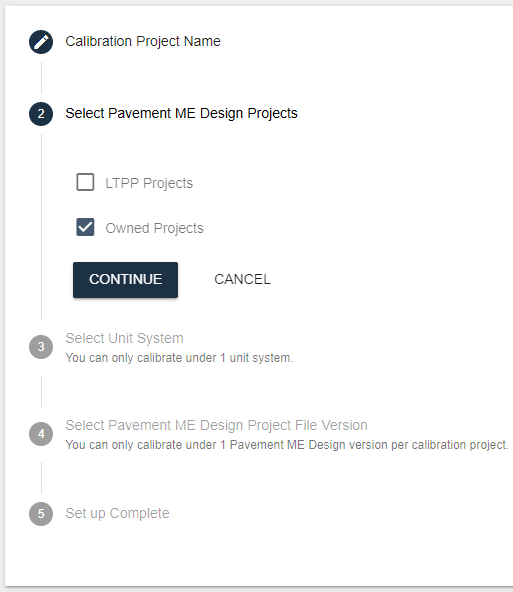 Calibration Project Name
2
Select Pavement ME Design Projects
LTPP Projects
Owned Projects
CONTINUE
CANCEL
3
Select Unit System
You can only calibrate under 1 unit system.
4
Select Pavement ME Design Project File Version
You can only calibrate under 1 Pavement ME Design version per calibration project.
5
Set up Complete